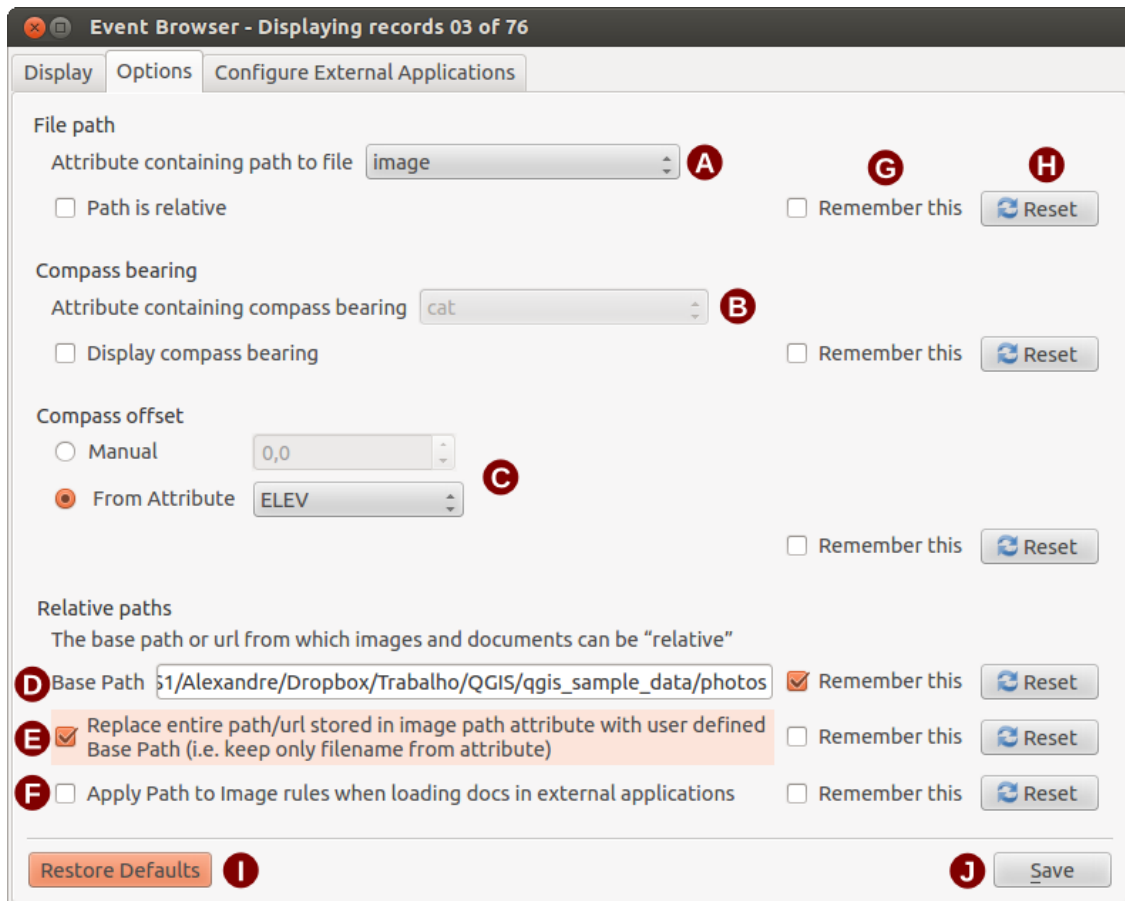 Event Browser - Displaying records 03 of 76
Display Options Configure External Applications
File path
Attribute containing path to file image A G H
Path is relative Remember this Reset
Compass bearing
Attribute containing compass bearing cat B
Display compass bearing Remember this Reset
Compass offset
Manual 0,0
C
From Attribute ELEV
Remember this Reset
Relative paths
The base path or url from which images and documents can be “relative”
D Base Path 51/Alexandre/Dropbox/Trabalho/QGIS/qgis_sample_data/photos Remember this Reset
E Replace entire path/url stored in image path attribute with user defined
Base Path (i.e. keep only filename from attribute) Remember this Reset
F Apply Path to Image rules when loading docs in external applications Remember this Reset
Restore Defaults I J Save